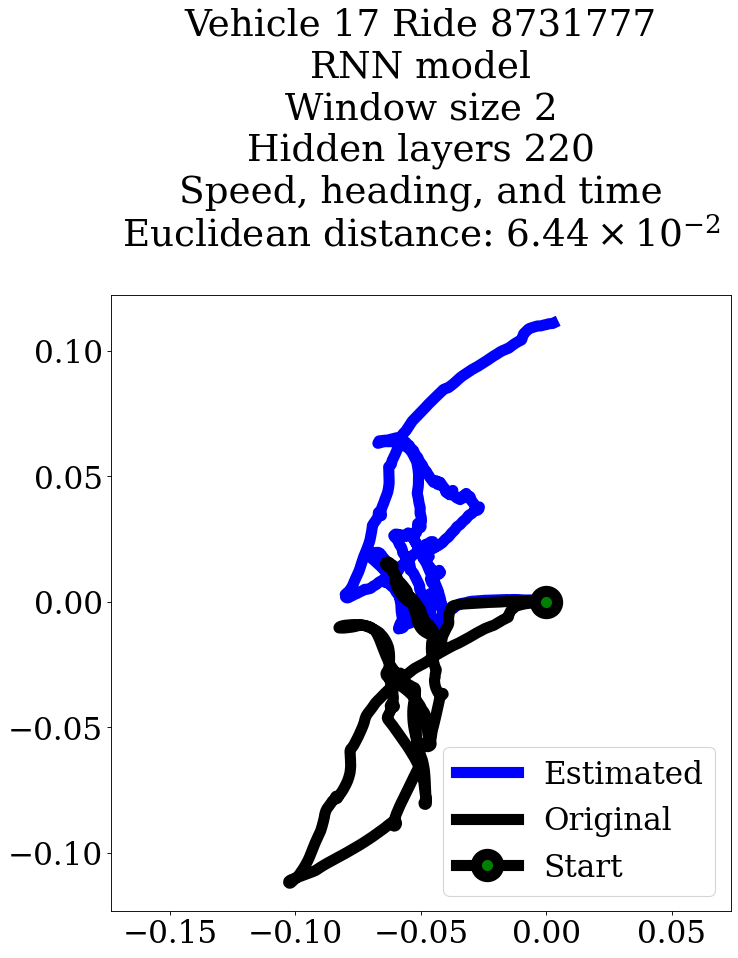 Vehicle 17 Ride 8731777
RNN model
Window size 2
Hidden layers 220
Speed, heading, and time
Euclidean distance: 6.44 × 10⁻²
0.10
0.05
0.00
−0.05
−0.10
Estimated
Original
Start
−0.15 −0.10 −0.05 0.00 0.05